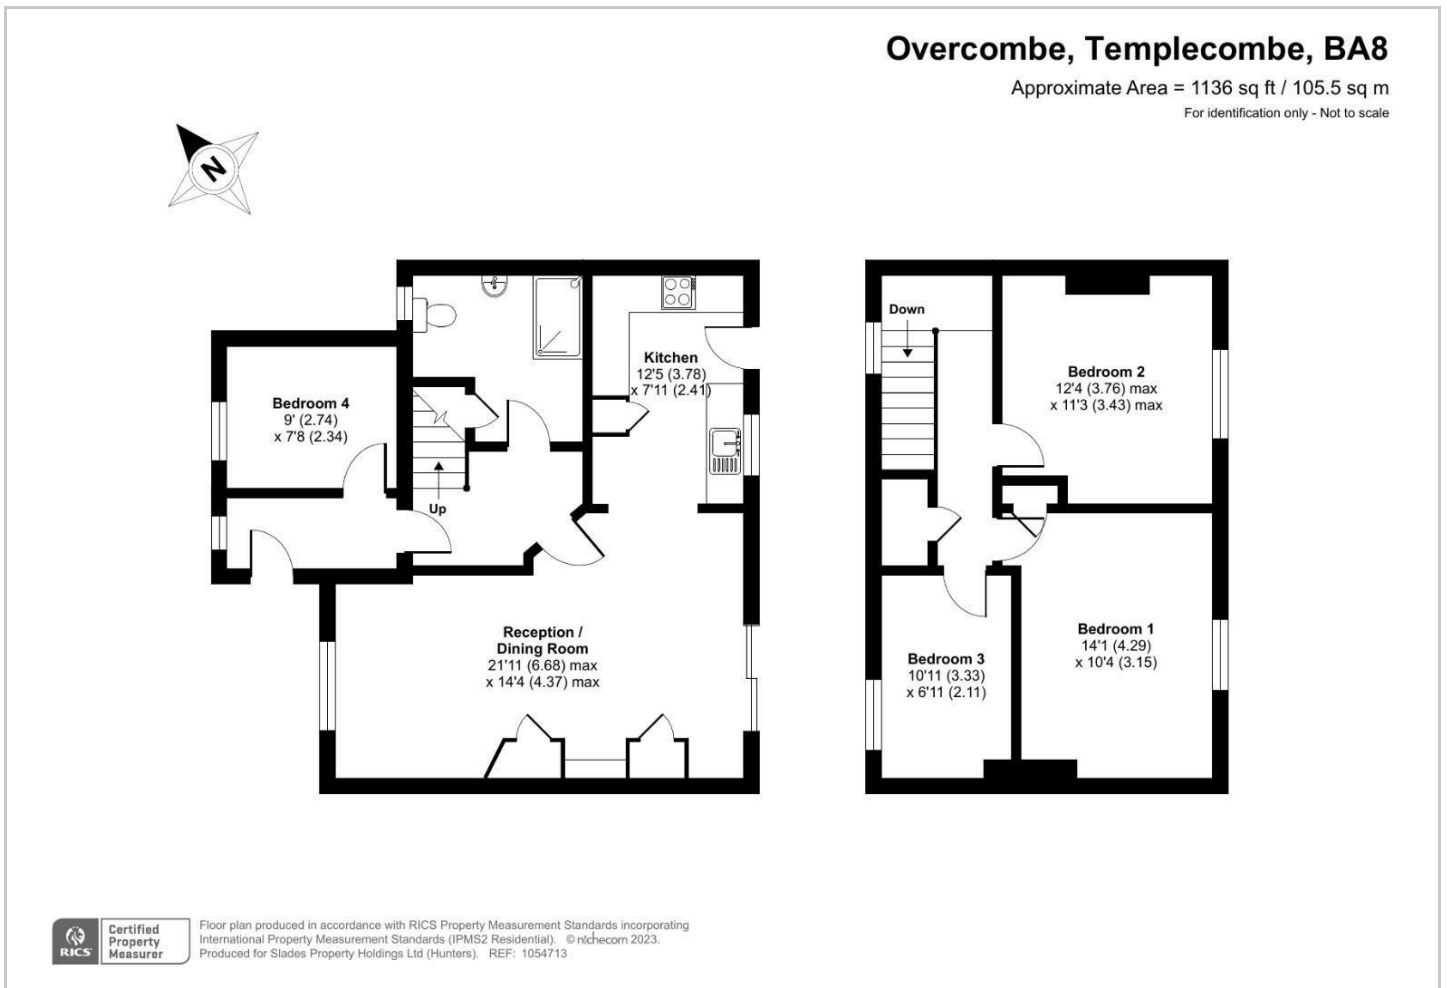 Overcombe, Templecombe, BA8
Approximate Area = 1136 sq ft / 105.5 sq m
For identification only - Not to scale
N
Kitchen
12'5 (3.78)
x 7'11 (2.41)
Bedroom 4
9' (2.74)
x 7'8 (2.34)
Up
Reception /
Dining Room
21'11 (6.68) max
x 14'4 (4.37) max
Down
Bedroom 2
12'4 (3.76) max
x 11'3 (3.43) max
Bedroom 1
14'1 (4.29)
x 10'4 (3.15)
Bedroom 3
10'11 (3.33)
x 6'11 (2.11)
RICS
Certified
Property
Measurer
Floor plan produced in accordance with RICS Property Measurement Standards incorporating
International Property Measurement Standards (IPMS2 Residential). © nichecom 2023.
Produced for Slades Property Holdings Ltd (Hunters). REF: 1054713